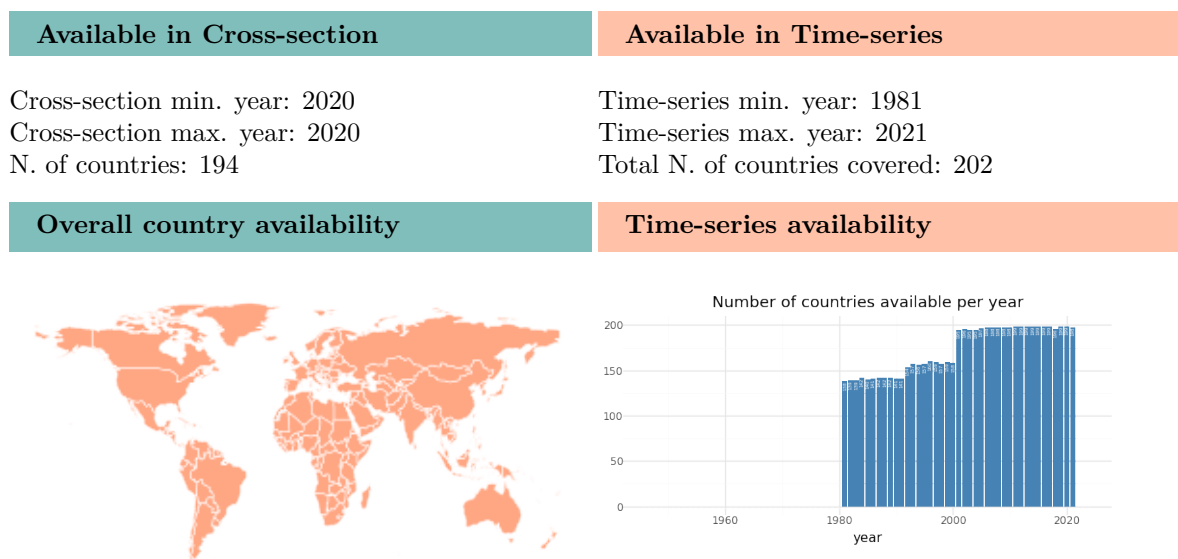 Available in Cross-section
Available in Time-series
Cross-section min. year: 2020
Cross-section max. year: 2020
N. of countries: 194
Time-series min. year: 1981
Time-series max. year: 2021
Total N. of countries covered: 202
Overall country availability
Time-series availability
Number of countries available per year
200
150
100
50
0
1960
1980
2000
2020
year